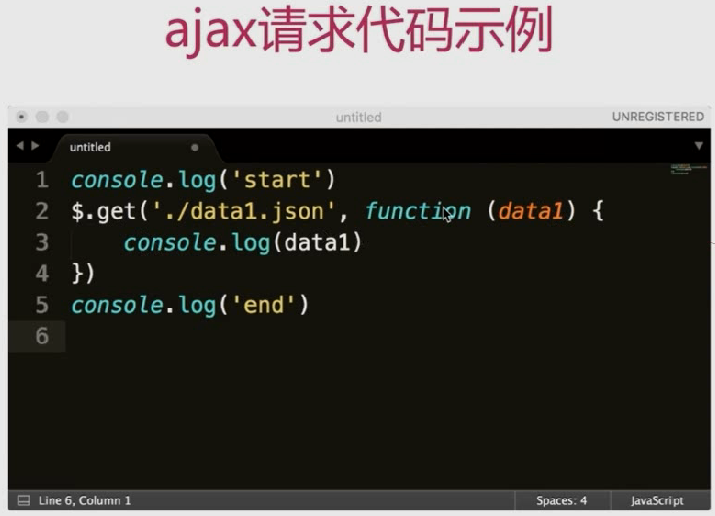 ajax请求代码示例
untitled
UNREGISTERED
untitled
1 console.log('start')
2 $.get('./data1.json', function (data1) {
3     console.log(data1)
4 })
5 console.log('end')
6
Line 6, Column 1
Spaces: 4
JavaScript